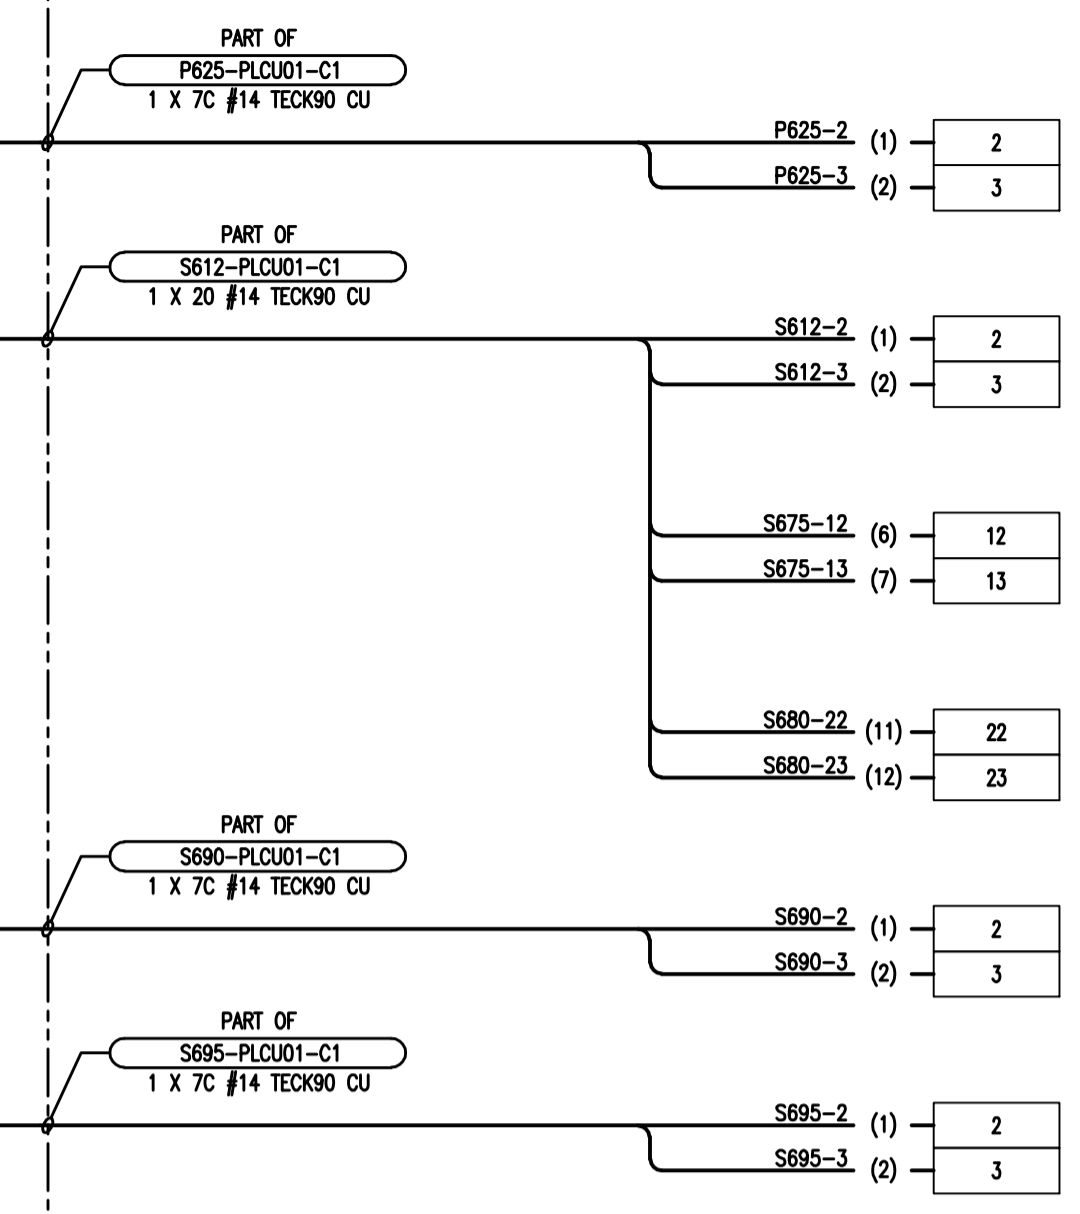 PART OF
P625-PLCU01-C1
1 X 7C #14 TECK90 CU
P625-2 (1) 2
P625-3 (2) 3
PART OF
S612-PLCU01-C1
1 X 20 #14 TECK90 CU
S612-2 (1) 2
S612-3 (2) 3
S675-12 (6) 12
S675-13 (7) 13
S680-22 (11) 22
S680-23 (12) 23
PART OF
S690-PLCU01-C1
1 X 7C #14 TECK90 CU
S690-2 (1) 2
S690-3 (2) 3
PART OF
S695-PLCU01-C1
1 X 7C #14 TECK90 CU
S695-2 (1) 2
S695-3 (2) 3